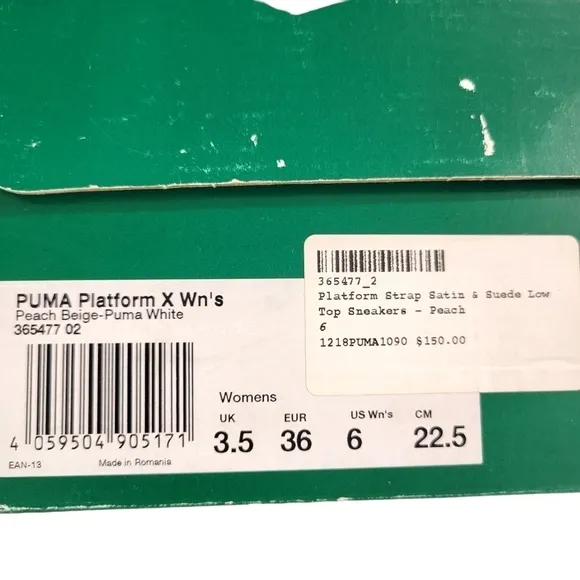 365477_2
Platform Strap Satin & Suede Low
Top Sneakers - Peach
6
1218PUMA1090 $150.00
PUMA Platform X Wn's
Peach Beige-Puma White
365477 02
4 059504 905171
EAN-13 Made in Romania
Womens
UK EUR US Wn's CM
3.5 36 6 22.5